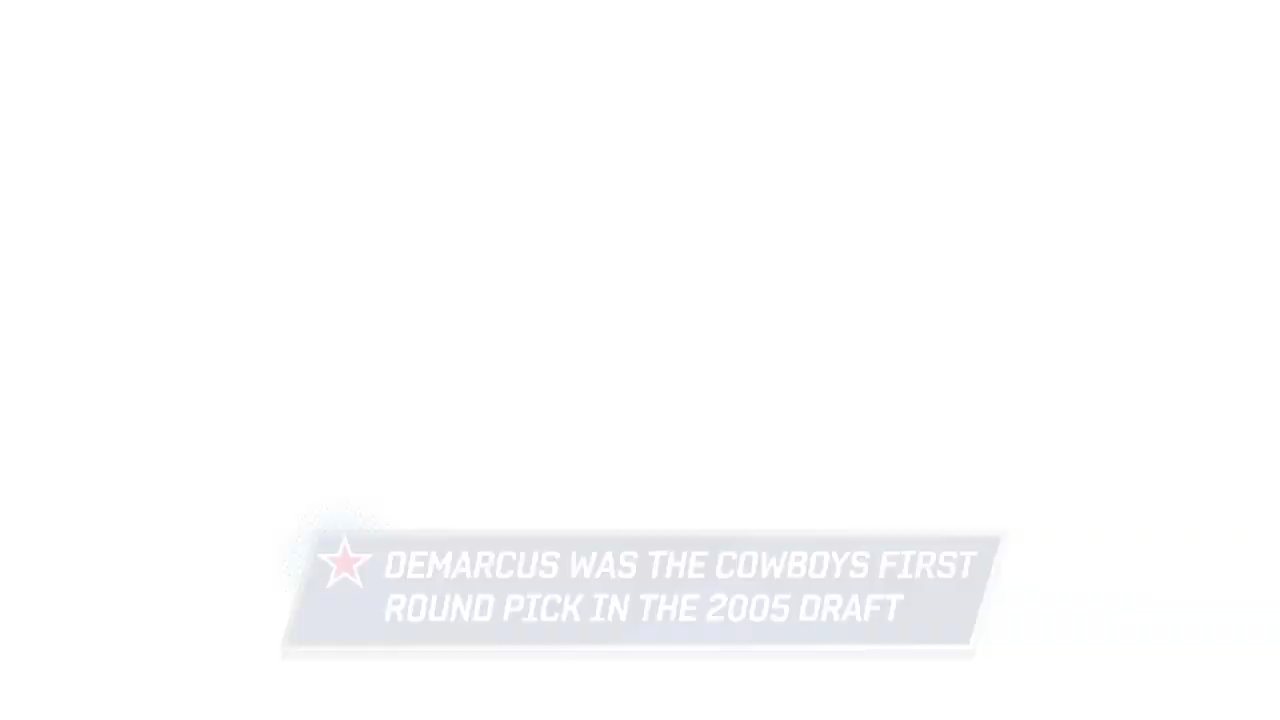 DEMARCUS WAS THE COWBOYS FIRST
ROUND PICK IN THE 2005 DRAFT